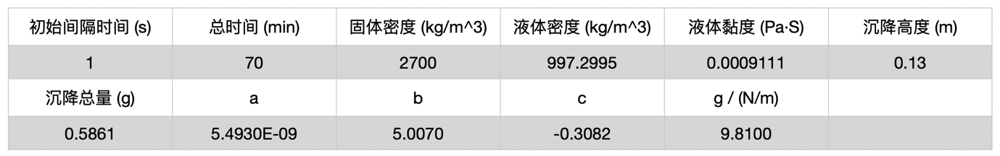 初始间隔时间 (s) 总时间 (min) 固体密度 (kg/m^3) 液体密度 (kg/m^3) 液体黏度 (Pa·S) 沉降高度 (m)
1 70 2700 997.2995 0.0009111 0.13
沉降总量 (g) a b c g / (N/m)
0.5861 5.4930E-09 5.0070 -0.3082 9.8100